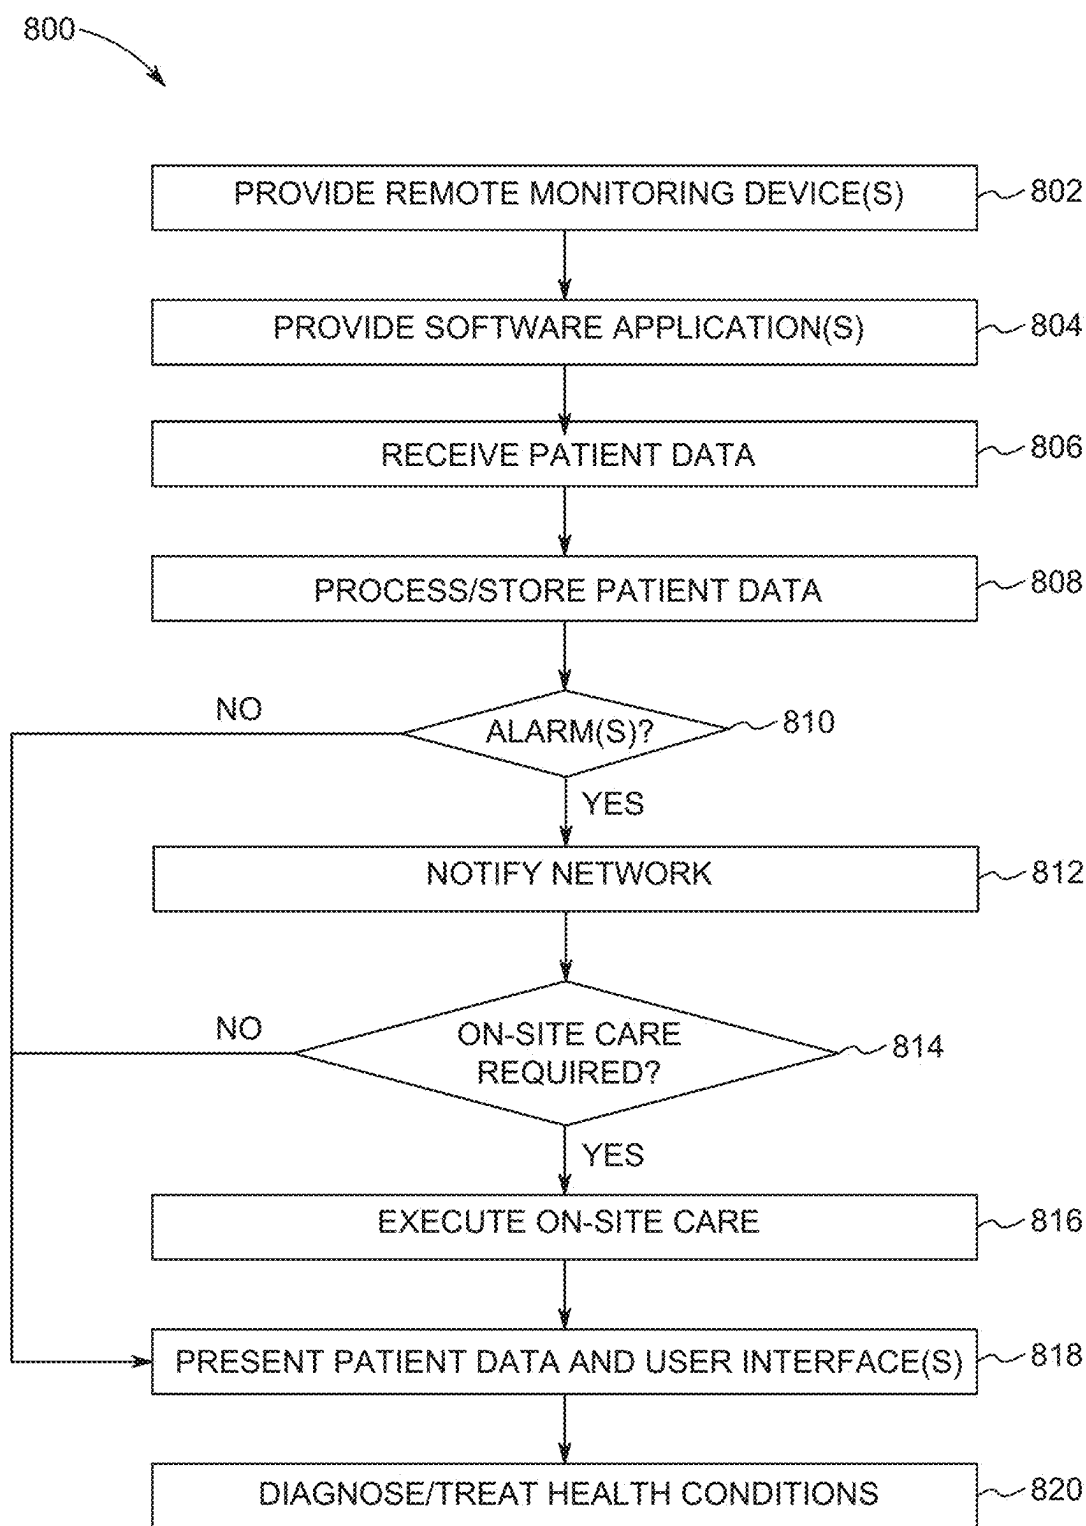 800
PROVIDE REMOTE MONITORING DEVICE(S)
802
PROVIDE SOFTWARE APPLICATION(S)
804
RECEIVE PATIENT DATA
806
PROCESS/STORE PATIENT DATA
808
NO
ALARM(S)?
810
YES
NOTIFY NETWORK
812
NO
ON-SITE CARE
REQUIRED?
814
YES
EXECUTE ON-SITE CARE
816
PRESENT PATIENT DATA AND USER INTERFACE(S)
818
DIAGNOSE/TREAT HEALTH CONDITIONS
820